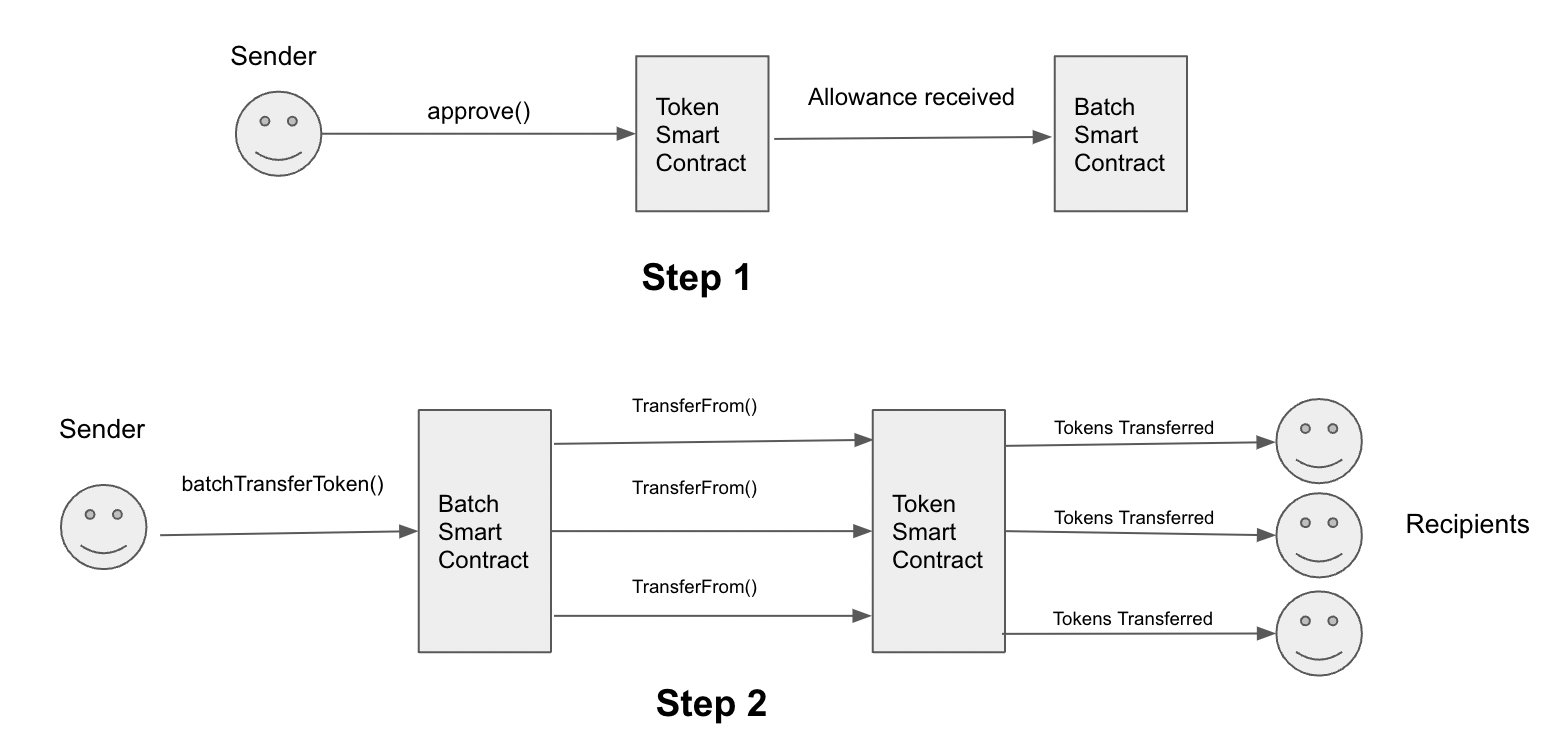 Sender
approve()
Token
Smart
Contract
Allowance received
Batch
Smart
Contract
Step 1
Sender
batchTransferToken()
Batch
Smart
Contract
TransferFrom()
TransferFrom()
TransferFrom()
Token
Smart
Contract
Tokens Transferred
Tokens Transferred
Tokens Transferred
Recipients
Step 2